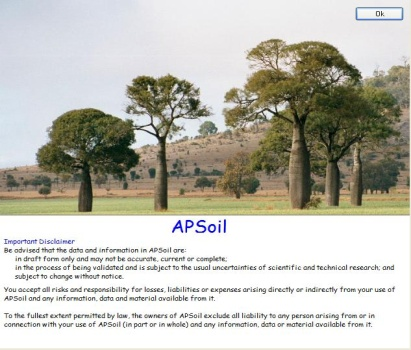 Ok
APSoil
Important Disclaimer
Be advised that the data and information in APSoil are:
in draft form only and may not be accurate, current or complete;
in the process of being validated and is subject to the usual uncertainties of scientific and technical research; and
subject to change without notice.
You accept all risks and responsibility for losses, liabilities or expenses arising directly or indirectly from your use of
APSoil and any information, data and material available from it.
To the fullest extent permitted by law, the owners of APSoil exclude all liability to any person arising from or in
connection with your use of APSoil (in part or in whole) and any information, data or material available from it.